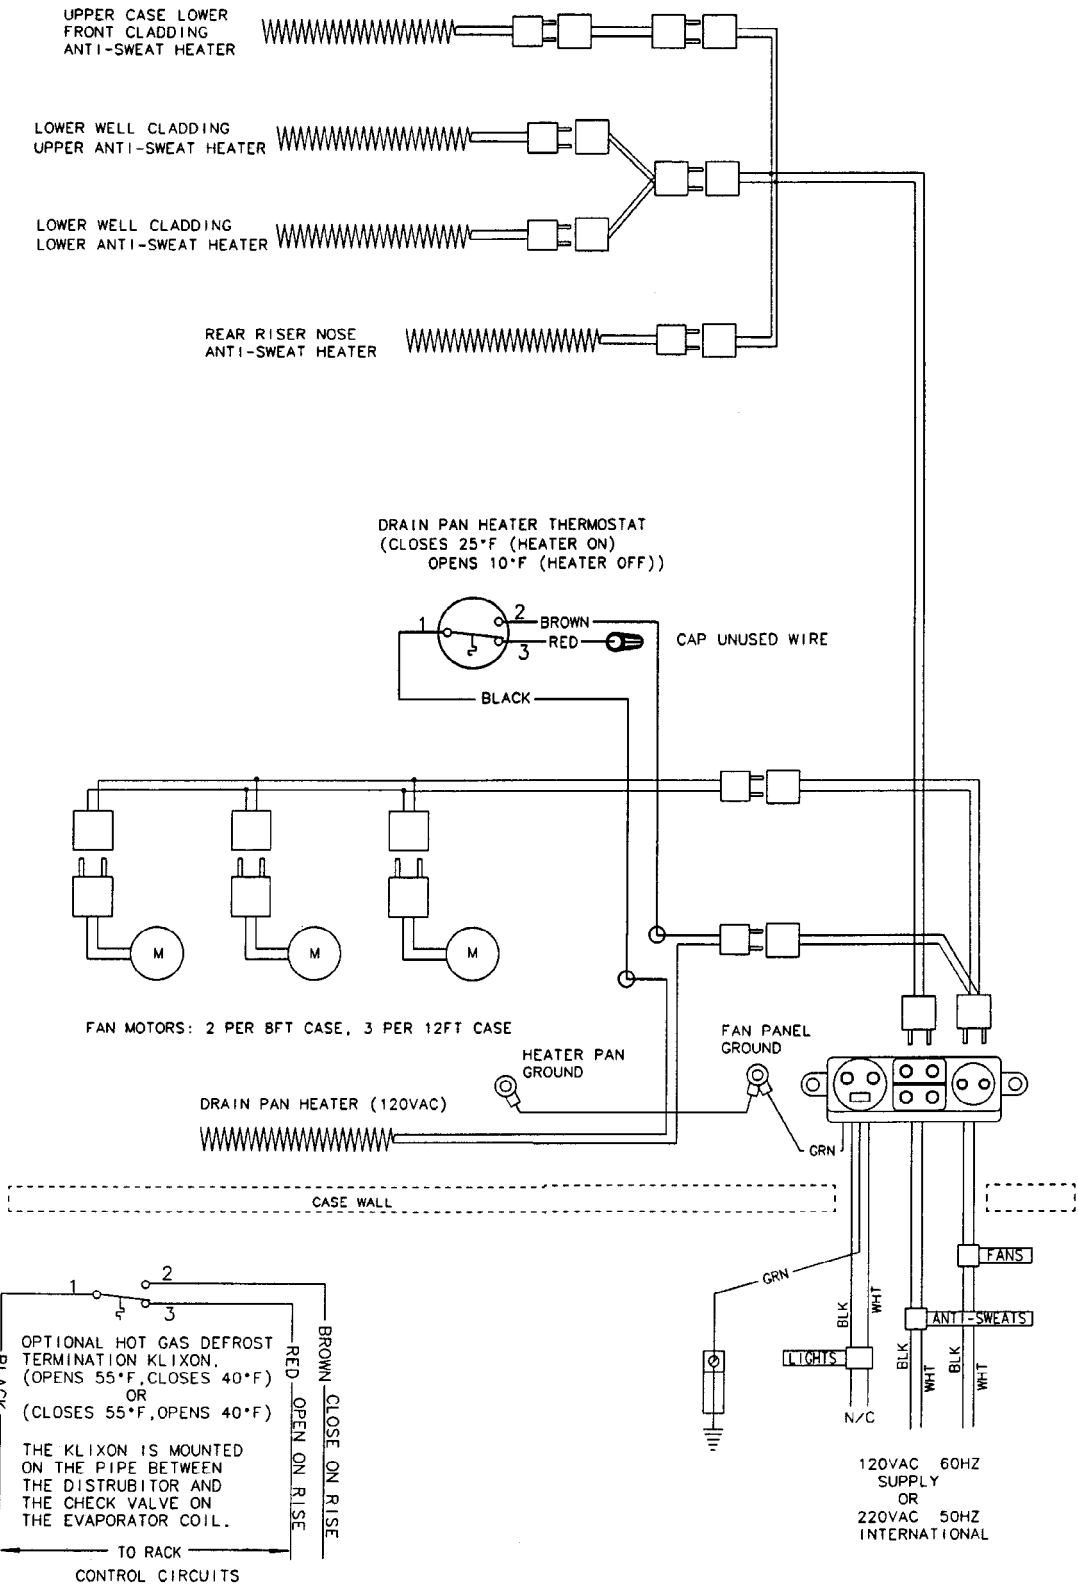 UPPER CASE LOWER
FRONT CLADDING
ANTI-SWEAT HEATER
LOWER WELL CLADDING
UPPER ANTI-SWEAT HEATER
LOWER WELL CLADDING
LOWER ANTI-SWEAT HEATER
REAR RISER NOSE
ANTI-SWEAT HEATER
DRAIN PAN HEATER THERMOSTAT
(CLOSES 25°F (HEATER ON)
OPENS 10°F (HEATER OFF))
1
2
BROWN
RED
3
CAP UNUSED WIRE
BLACK
M
M
M
FAN MOTORS: 2 PER 8FT CASE, 3 PER 12FT CASE
FAN PANEL
GROUND
HEATER PAN
GROUND
DRAIN PAN HEATER (120VAC)
GRN
CASE WALL
FANS
GRN
BLK
WHT
ANTI-SWEATS
LIGHTS
BLK
WHT
BLK
WHT
N/C
120VAC 60HZ
SUPPLY
OR
220VAC 50HZ
INTERNATIONAL
1
2
3
BLACK
RED OPEN ON RISE
BROWN CLOSE ON RISE
OPTIONAL HOT GAS DEFROST
TERMINATION KLIXON.
(OPENS 55°F,CLOSES 40°F)
OR
(CLOSES 55°F,OPENS 40°F)
THE KLIXON IS MOUNTED
ON THE PIPE BETWEEN
THE DISTRUBITOR AND
THE CHECK VALVE ON
THE EVAPORATOR COIL.
TO RACK
CONTROL CIRCUITS